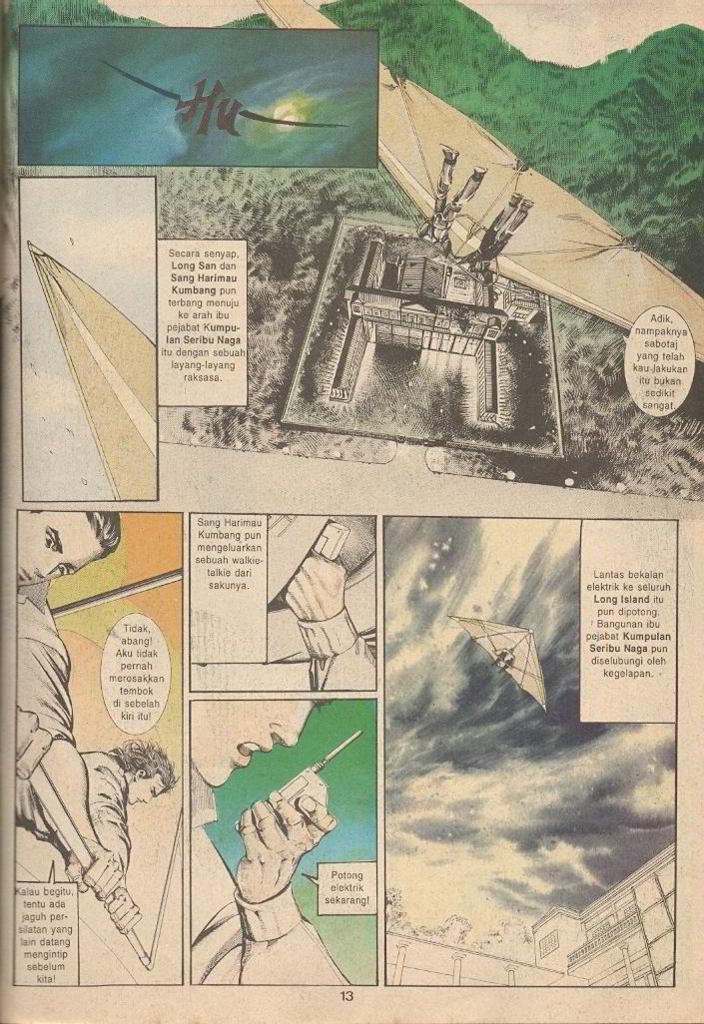 Hu
Secara senyap,
Long San dan
Sang Harimau
Kumbang pun
terbang menuju
ke arah ibu
pejabat Kumpu-
lan Seribu Naga
itu dengan sebuah
layang-layang
raksasa.
Adik,
nampaknya
sabotaj
yang telah
kau lakukan
itu bukan
sedikit
sangat.
Tidak,
abang!
Aku tidak
pernah
merosakkan
tembok
di sebelah
kiri itu!
Kalau begitu,
tentu ada
jaguh per-
silatan yang
lain datang
mengintip
sebelum
kita!
Sang Harimau
Kumbang pun
mengeluarkan
sebuah walkie-
talkie dari
sakunya.
Potong
elektrik
sekarang!
Lantas bekalan
elektrik ke seluruh
Long Island itu
pun dipotong.
Bangunan ibu
pejabat Kumpulan
Seribu Naga pun
diselubungi oleh
kegelapan.
13